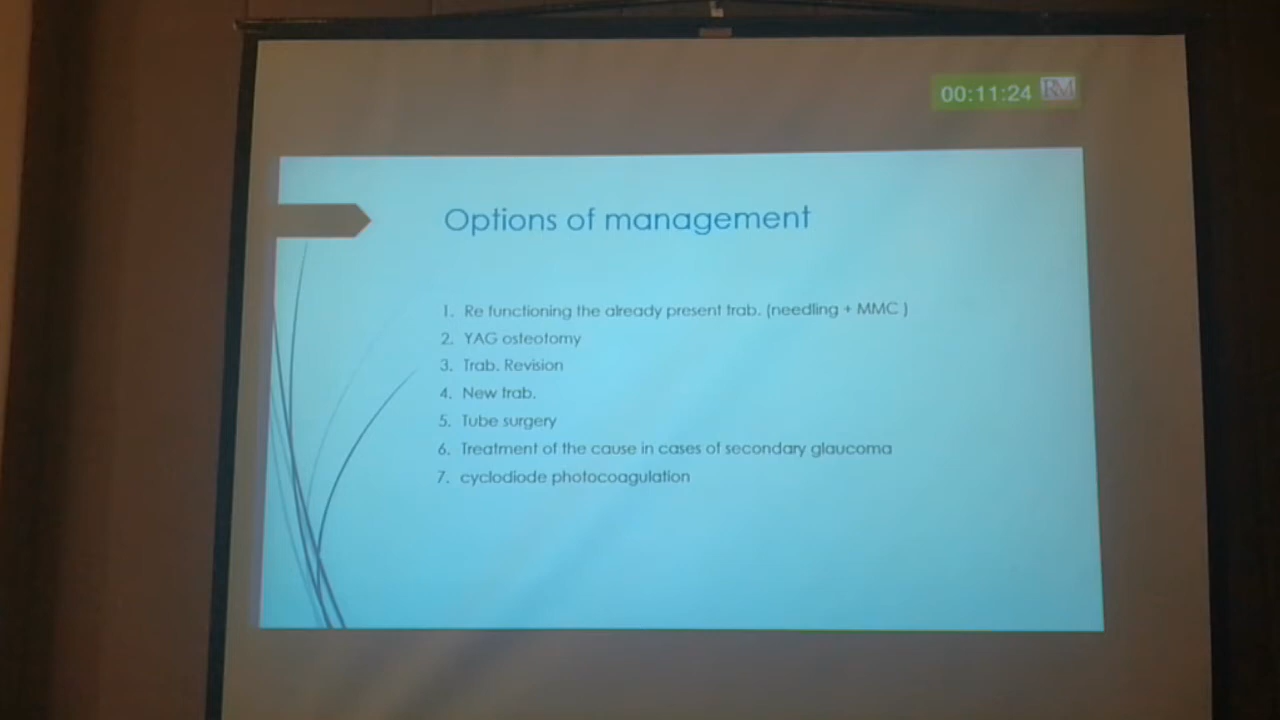 00:11:24 RM
Options of management
1. Re functioning the already present trab. (needling + MMC )
2. YAG osteotomy
3. Trab. Revision
4. New trab.
5. Tube surgery
6. Treatment of the cause in cases of secondary glaucoma
7. cyclodiode photocoagulation